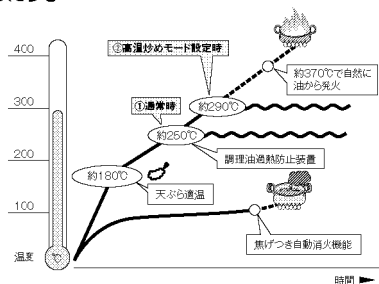 400
300
200
100
温度
℃
②高温炒めモード設定時
①通常時
約290℃
約250℃
約180℃
天ぷら適温
約370℃で自然に
油から発火
調理油過熱防止装置
焦げつき自動消火機能
時間